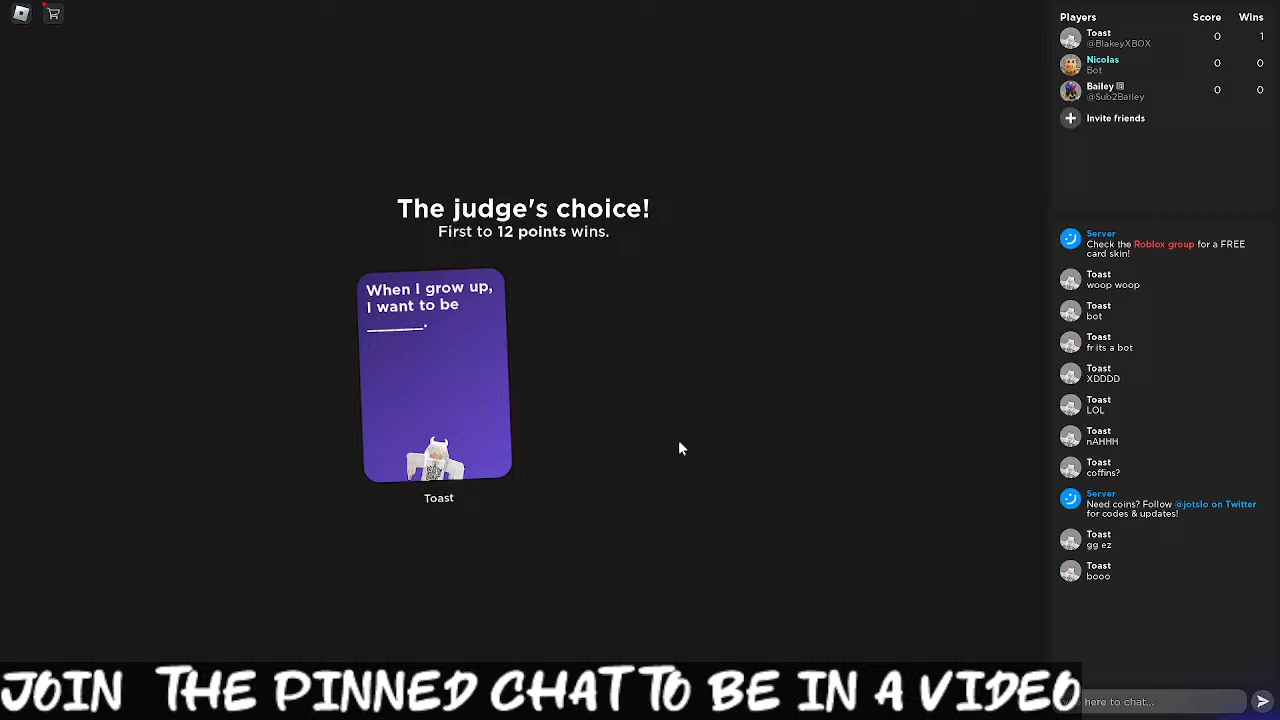 The judge's choice!
First to 12 points wins.
When I grow up,
I want to be
______.
Toast
Players Score Wins
Toast 0 1
@BlakeyXBOX
Nicolas 0 0
Bot
Bailey 0 0
@Sub2Bailey
Invite friends
Server
Check the Roblox group for a FREE
card skin!
Toast
woop woop
Toast
bot
Toast
fr its a bot
Toast
XDDDD
Toast
LOL
Toast
nAHHH
Toast
coffins?
Server
Need coins? Follow @jotslo on Twitter
for codes & updates!
Toast
gg ez
Toast
booo
here to chat...
JOIN THE PINNED CHAT TO BE IN A VIDEO